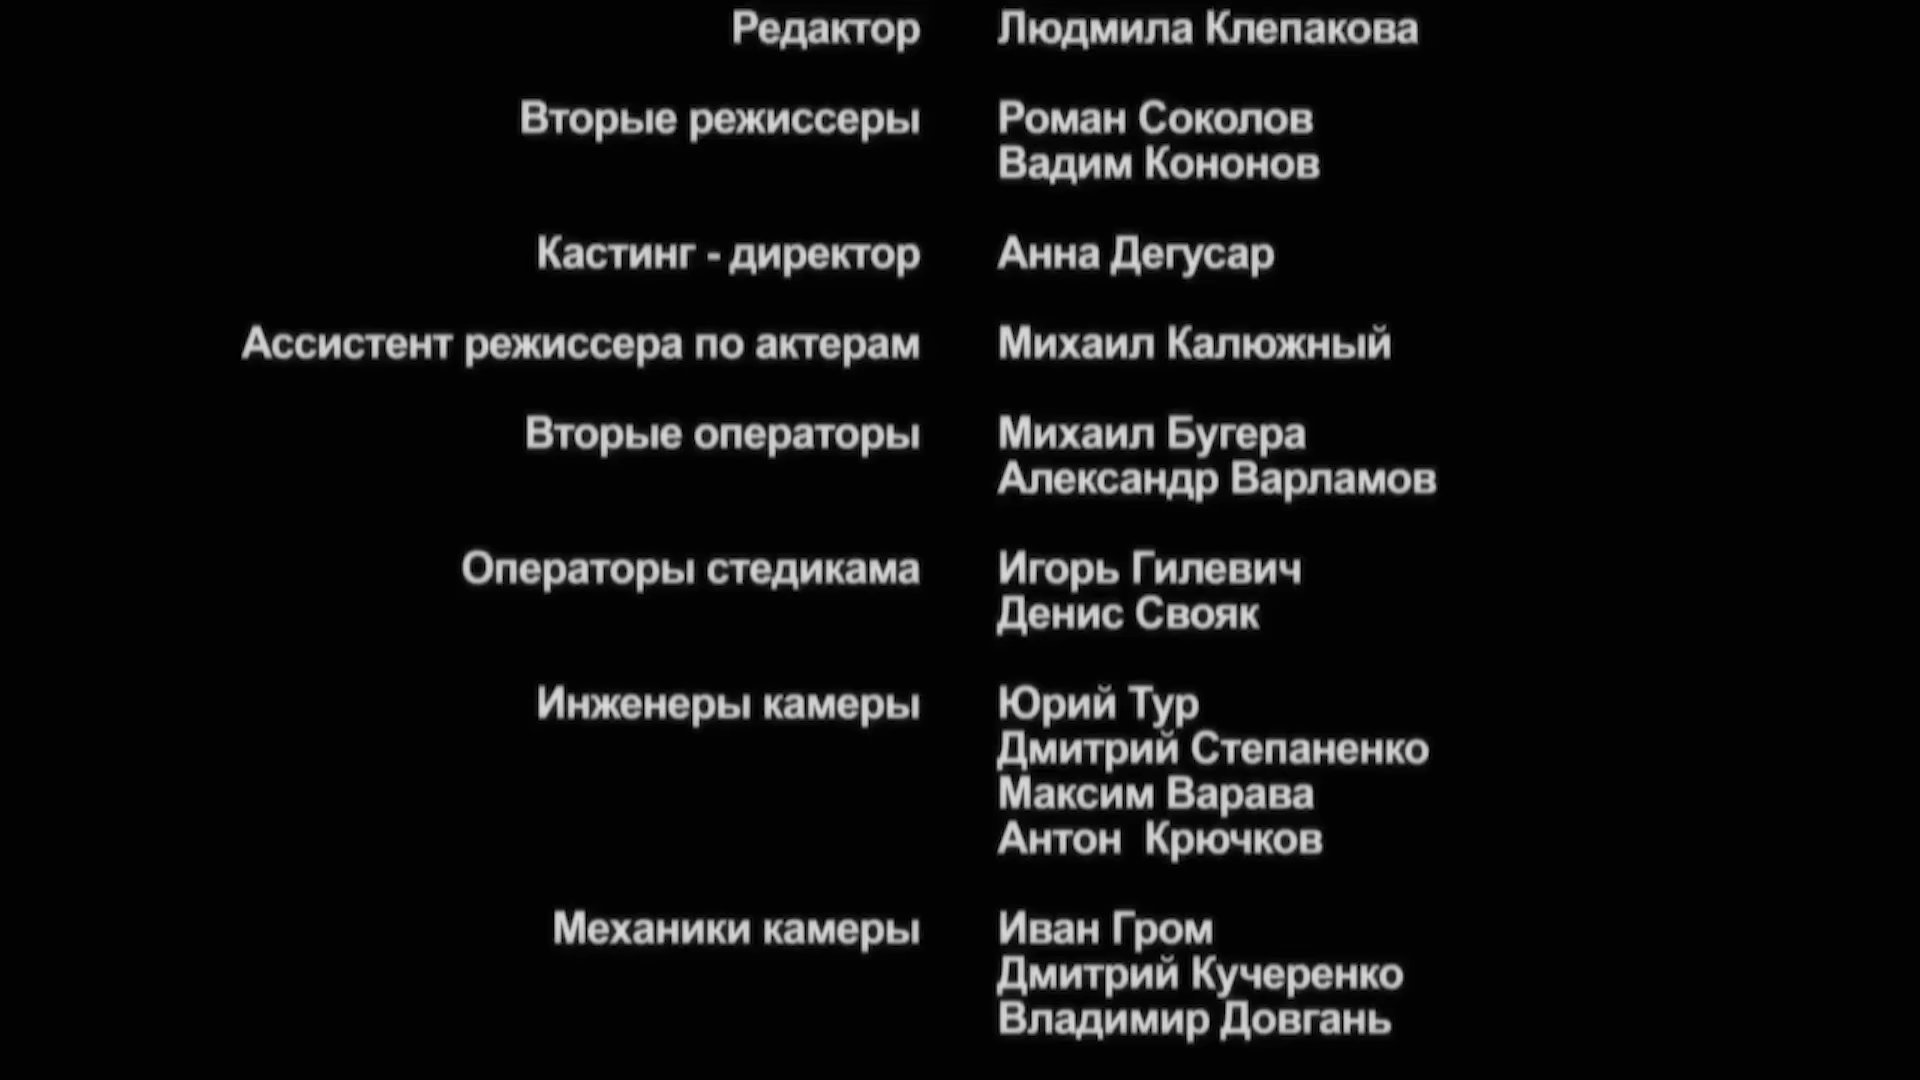 Редактор Людмила Клепакова
Вторые режиссеры Роман Соколов
Вадим Кононов
Кастинг - директор Анна Дегусар
Ассистент режиссера по актерам Михаил Калюжный
Вторые операторы Михаил Бугера
Александр Варламов
Операторы стедикама Игорь Гилевич
Денис Свояк
Инженеры камеры Юрий Тур
Дмитрий Степаненко
Максим Варава
Антон  Крючков
Механики камеры Иван Гром
Дмитрий Кучеренко
Владимир Довгань